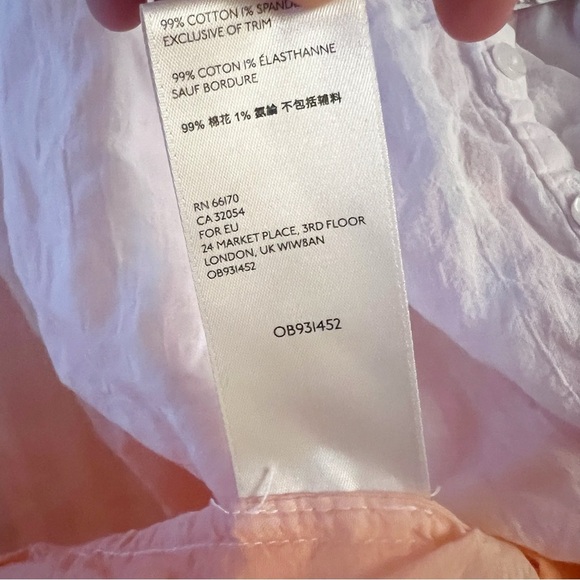 99% COTTON 1%
EXCLUSIVE OF TRIM
99% COTON 1% ÉLASTHANNE
SAUF BORDURE
99% 棉花 1% 氨綸 不包括辅料
RN 66170
CA 32054
FOR EU
24 MARKET PLACE, 3RD FLOOR
LONDON, UK W1W8AN
OB931452
OB931452